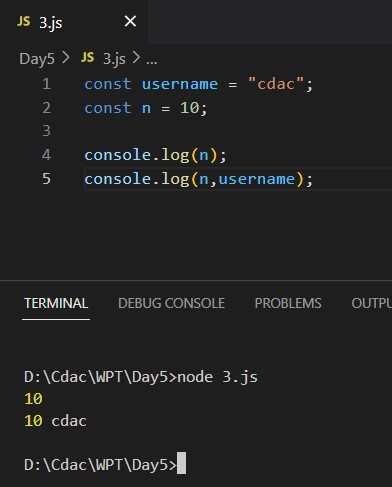 JS 3.js ×
Day5 > JS 3.js > ...
1 const username = "cdac";
2 const n = 10;
3
4 console.log(n);
5 console.log(n,username);
TERMINAL DEBUG CONSOLE PROBLEMS OUTPU
D:\Cdac\WPT\Day5>node 3.js
10
10 cdac
D:\Cdac\WPT\Day5>